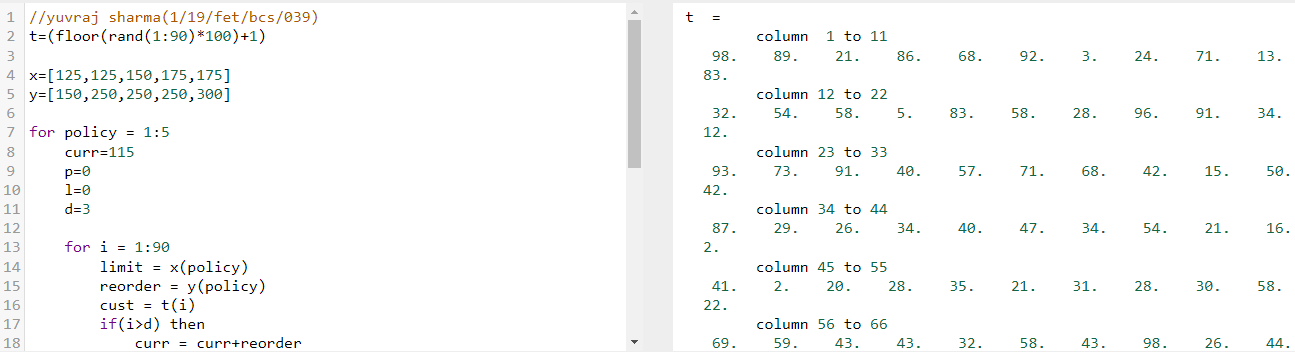 1 //yuvraj sharma(1/19/fet/bcs/039)
2 t=(floor(rand(1:90)*100)+1)
3
4 x=[125,125,150,175,175]
5 y=[150,250,250,250,300]
6
7 for policy = 1:5
8 curr=115
9 p=0
10 l=0
11 d=3
12
13 for i = 1:90
14 limit = x(policy)
15 reorder = y(policy)
16 cust = t(i)
17 if(i>d) then
18 curr = curr+reorder
t =
column 1 to 11
98. 89. 21. 86. 68. 92. 3. 24. 71. 13.
83.
column 12 to 22
32. 54. 58. 5. 83. 58. 28. 96. 91. 34.
12.
column 23 to 33
93. 73. 91. 40. 57. 71. 68. 42. 15. 50.
42.
column 34 to 44
87. 29. 26. 34. 40. 47. 34. 54. 21. 16.
2.
column 45 to 55
41. 2. 20. 28. 35. 21. 31. 28. 30. 58.
22.
column 56 to 66
69. 59. 43. 43. 32. 58. 43. 98. 26. 44.